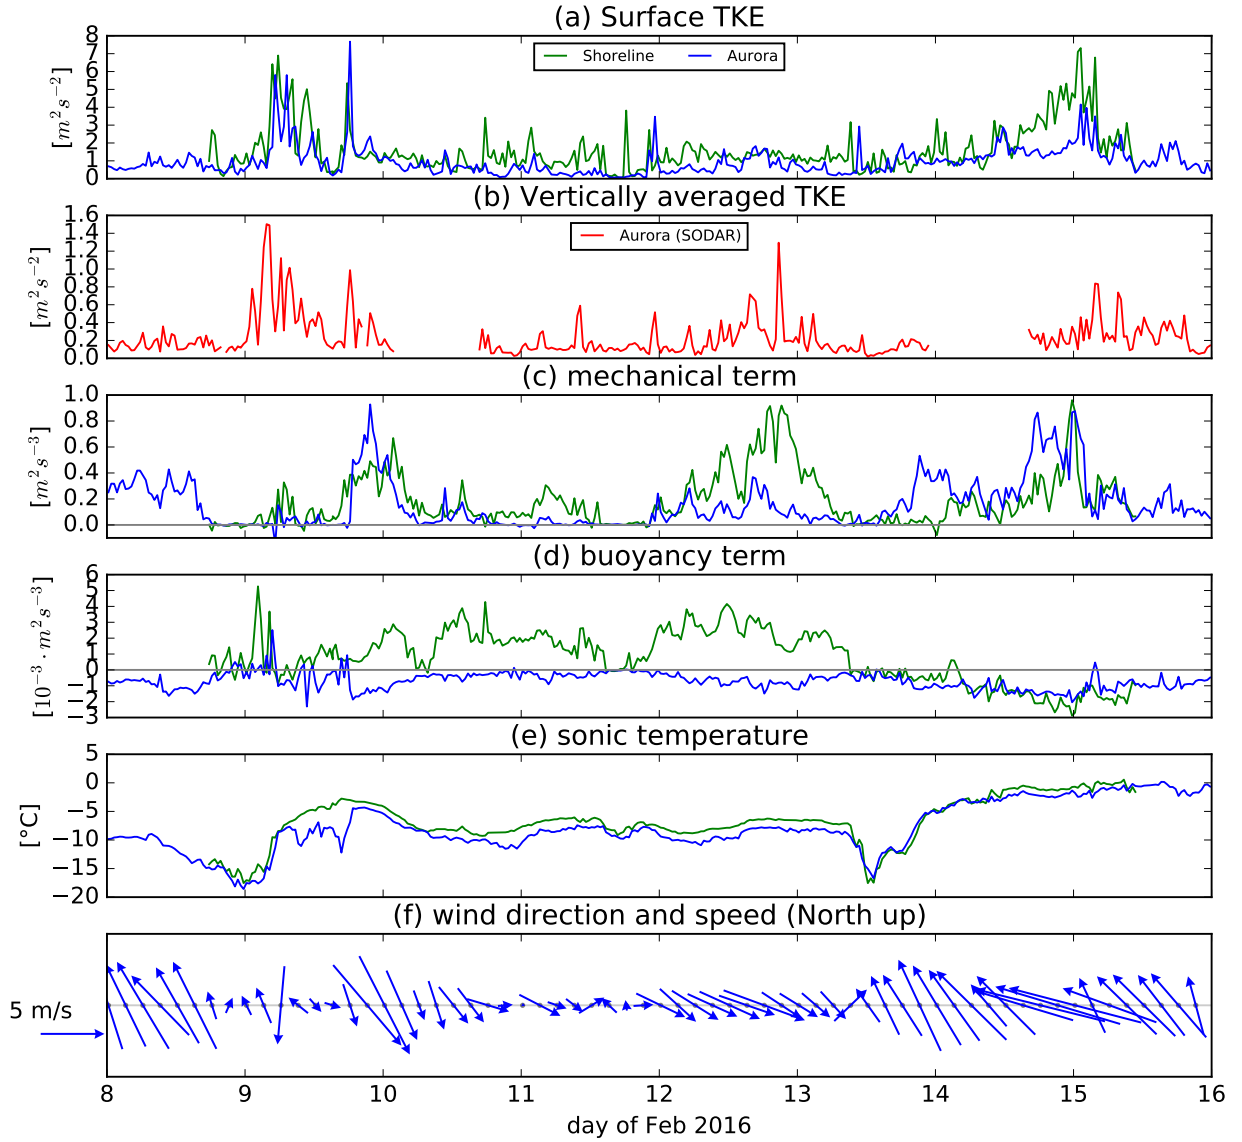 (a) Surface TKE
[m² s⁻²]
8
7
6
5
4
3
2
1
0
Shoreline Aurora
(b) Vertically averaged TKE
[m² s⁻²]
1.6
1.4
1.2
1.0
0.8
0.6
0.4
0.2
0.0
Aurora (SODAR)
(c) mechanical term
[m² s⁻³]
1.0
0.8
0.6
0.4
0.2
0.0
(d) buoyancy term
[10⁻³ · m² s⁻³]
6
5
4
3
2
1
0
−1
−2
−3
(e) sonic temperature
[°C]
5
0
−5
−10
−15
−20
(f) wind direction and speed (North up)
5 m/s
8 9 10 11 12 13 14 15 16
day of Feb 2016